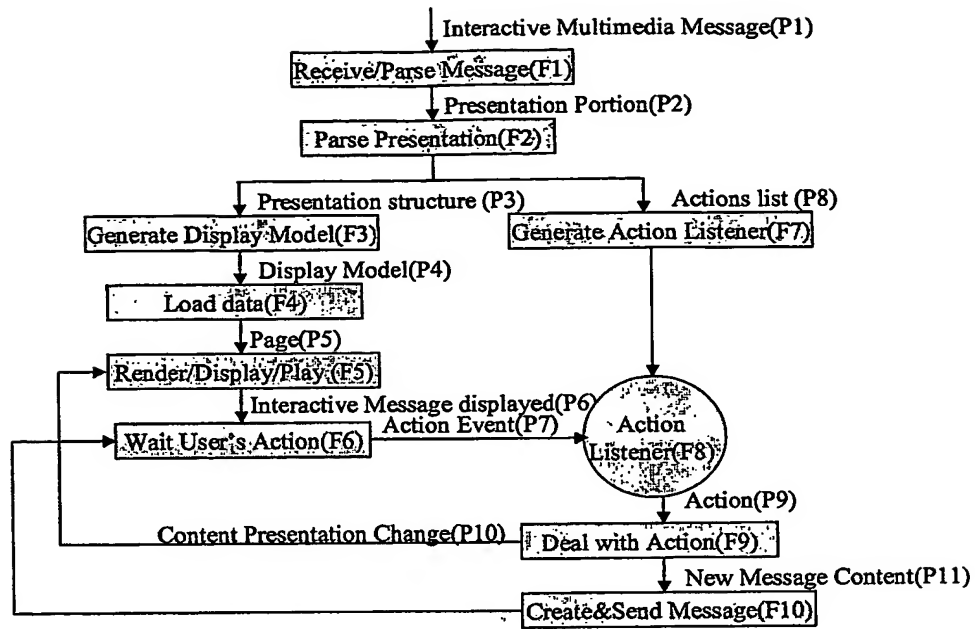 Interactive Multimedia Message(P1)
Receive/Parse Message(F1)
Presentation Portion(P2)
Parse Presentation(F2)
Presentation structure (P3)
Actions list (P8)
Generate Display Model(F3)
Generate Action Listener(F7)
Display Model(P4)
Load data(F4)
Page(P5)
Render/Display/Play (F5)
Interactive Message displayed(P6)
Wait User's Action(F6)
Action Event(P7)
Action
Listener(F8)
Action(P9)
Content Presentation Change(P10)
Deal with Action(F9)
New Message Content(P11)
Create&Send Message(F10)